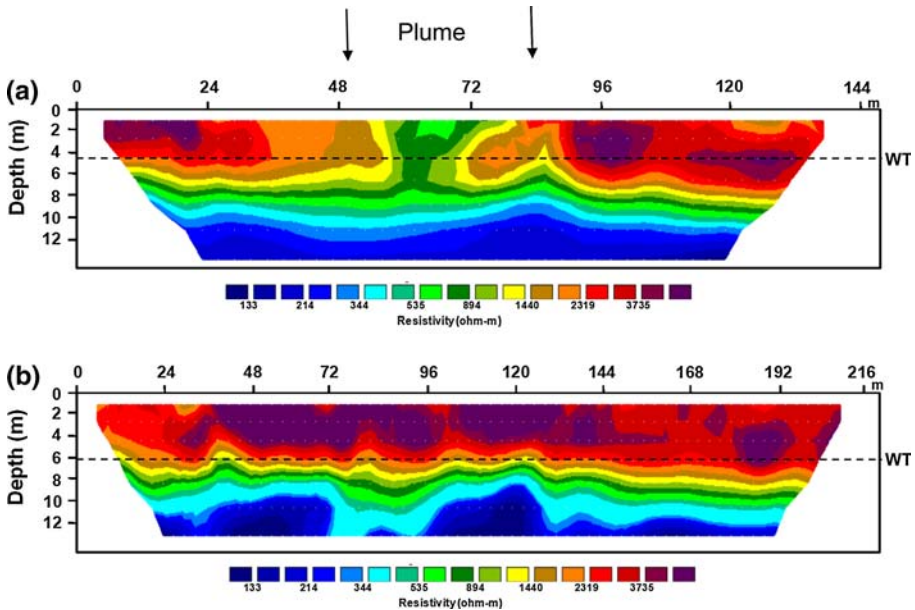 Plume
(a)
0 24 48 72 96 120 144
m
Depth (m)
0
2
4
6
8
10
12
WT
133 214 344 535 894 1440 2319 3735
Resistivity (ohm-m)
(b)
0 24 48 72 96 120 144 168 192 216
m
Depth (m)
0
2
4
6
8
10
12
WT
133 214 344 535 894 1440 2319 3735
Resistivity (ohm-m)